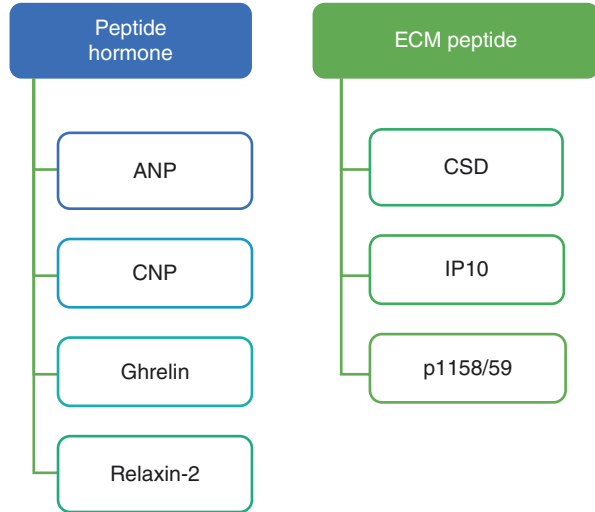 Peptide
hormone
ANP
CNP
Ghrelin
Relaxin-2
ECM peptide
CSD
IP10
p1158/59